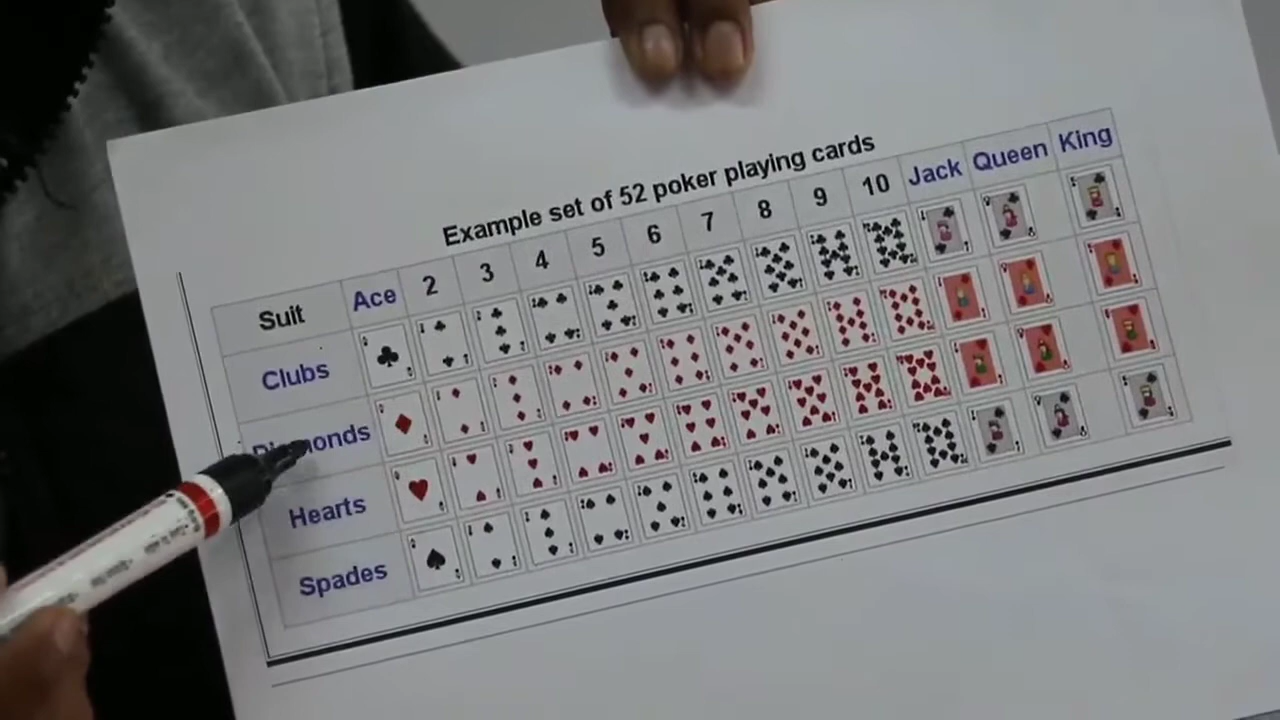 Example set of 52 poker playing cards
Suit Ace 2 3 4 5 6 7 8 9 10 Jack Queen King
Clubs
Diamonds
Hearts
Spades